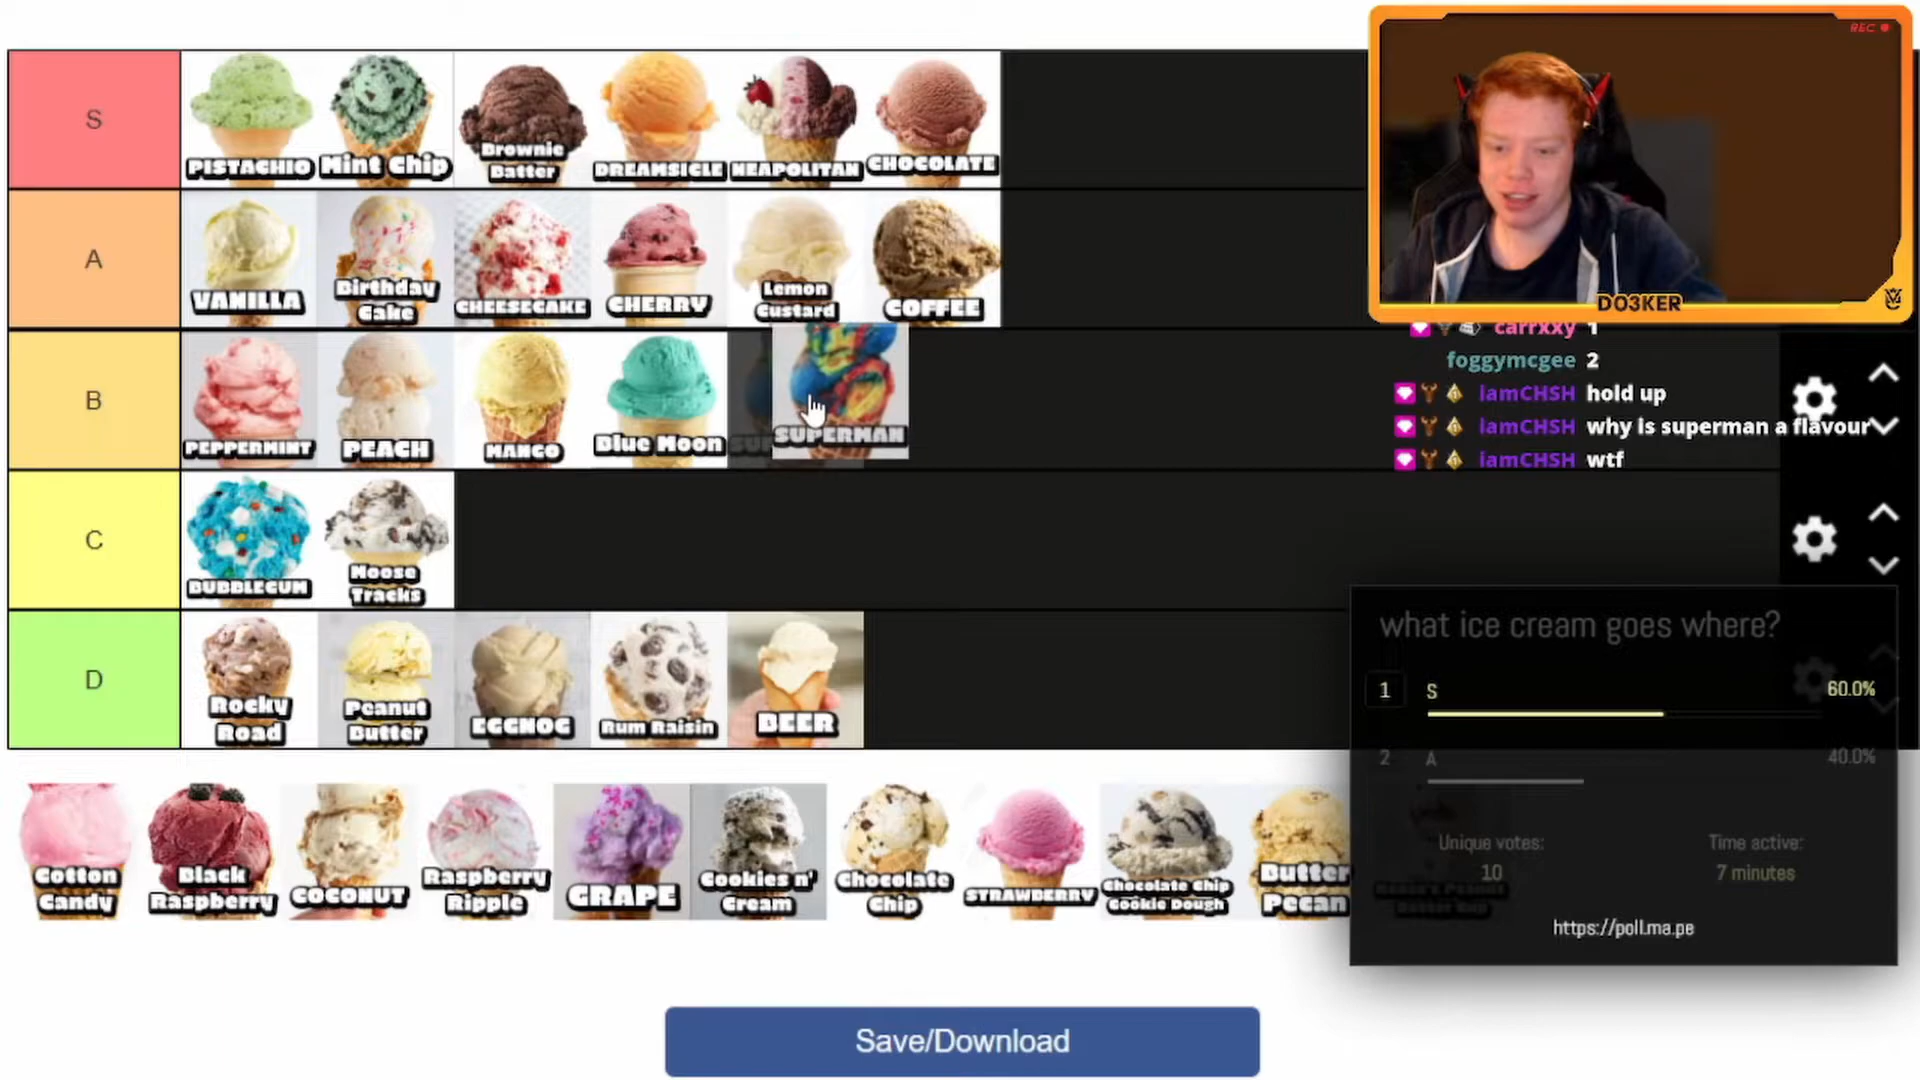 S
PISTACHIO
Mint Chip
Brownie
Batter
DREAMSICLE
NEAPOLITAN
CHOCOLATE
REC
DO3KER
A
VANILLA
Birthday
Cake
CHEESECAKE
CHERRY
Lemon
Custard
COFFEE
B
PEPPERMINT
PEACH
MANGO
Blue Moon
SUP
SUPERMAN
carrxxy 1
foggymcgee 2
IamCHSH hold up
IamCHSH why is superman a flavour
IamCHSH wtf
C
BUBBLEGUM
Moose
Tracks
D
Rocky
Road
Peanut
Butter
EGGNOG
Rum Raisin
BEER
what ice cream goes where?
1 S 60.0%
2 A 40.0%
Unique votes: Time active:
10 7 minutes
https://poll.ma.pe
Cotton
Candy
Black
Raspberry
COCONUT
Raspberry
Ripple
GRAPE
Cookies n'
Cream
Chocolate
Chip
STRAWBERRY
Chocolate Chip
Cookie Dough
Butter
Pecan
Save/Download